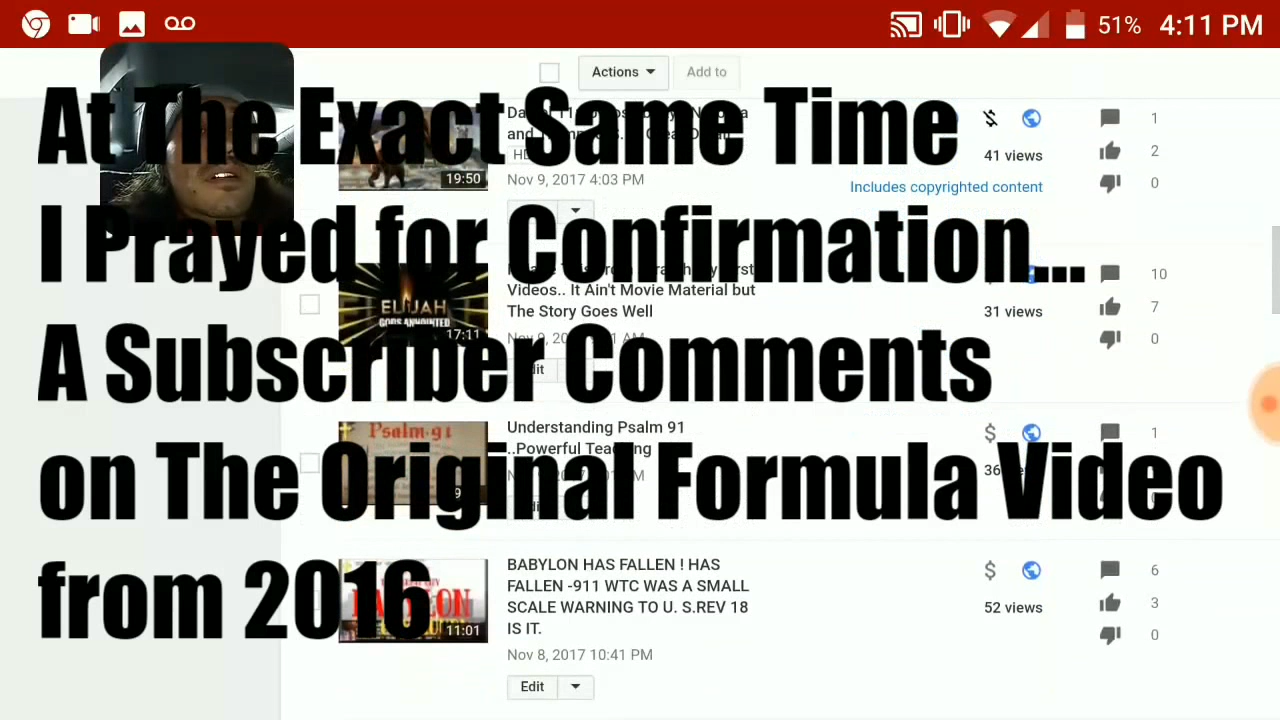 51% 4:11 PM
Actions Add to
At The Exact Same Time
I Prayed for Confirmation...
A Subscriber Comments
on The Original Formula Video
from 2016
19:50
Nov 9, 2017 4:03 PM
41 views
Includes copyrighted content
1
2
0
ELIJAH
GODS ANNOINTED
17:11
Videos.. It Ain't Movie Material but
The Story Goes Well
31 views
10
7
0
Psalm-91
Understanding Psalm 91
..Powerful Teaching
1
BABYLON HAS FALLEN ! HAS
FALLEN -911 WTC WAS A SMALL
SCALE WARNING TO U. S.REV 18
IS IT.
11:01
Nov 8, 2017 10:41 PM
Edit
$
52 views
6
3
0